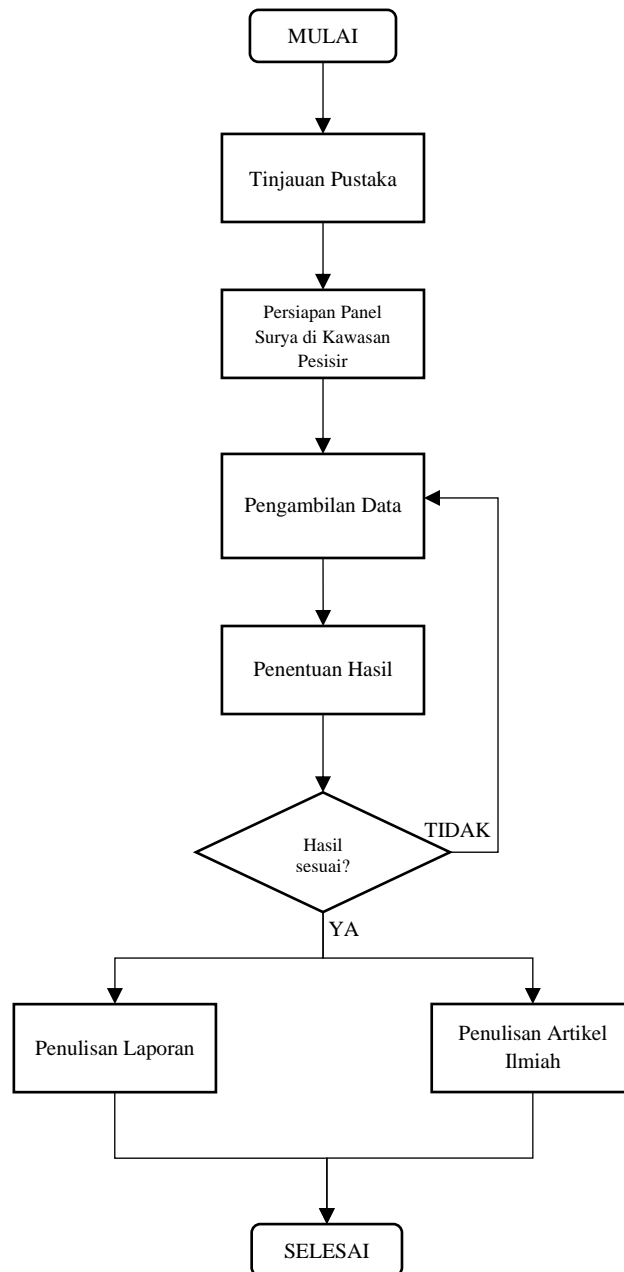 MULAI
Tinjauan Pustaka
Persiapan Panel
Surya di Kawasan
Pesisir
Pengambilan Data
Penentuan Hasil
Hasil
sesuai?
TIDAK
YA
Penulisan Laporan
Penulisan Artikel
Ilmiah
SELESAI